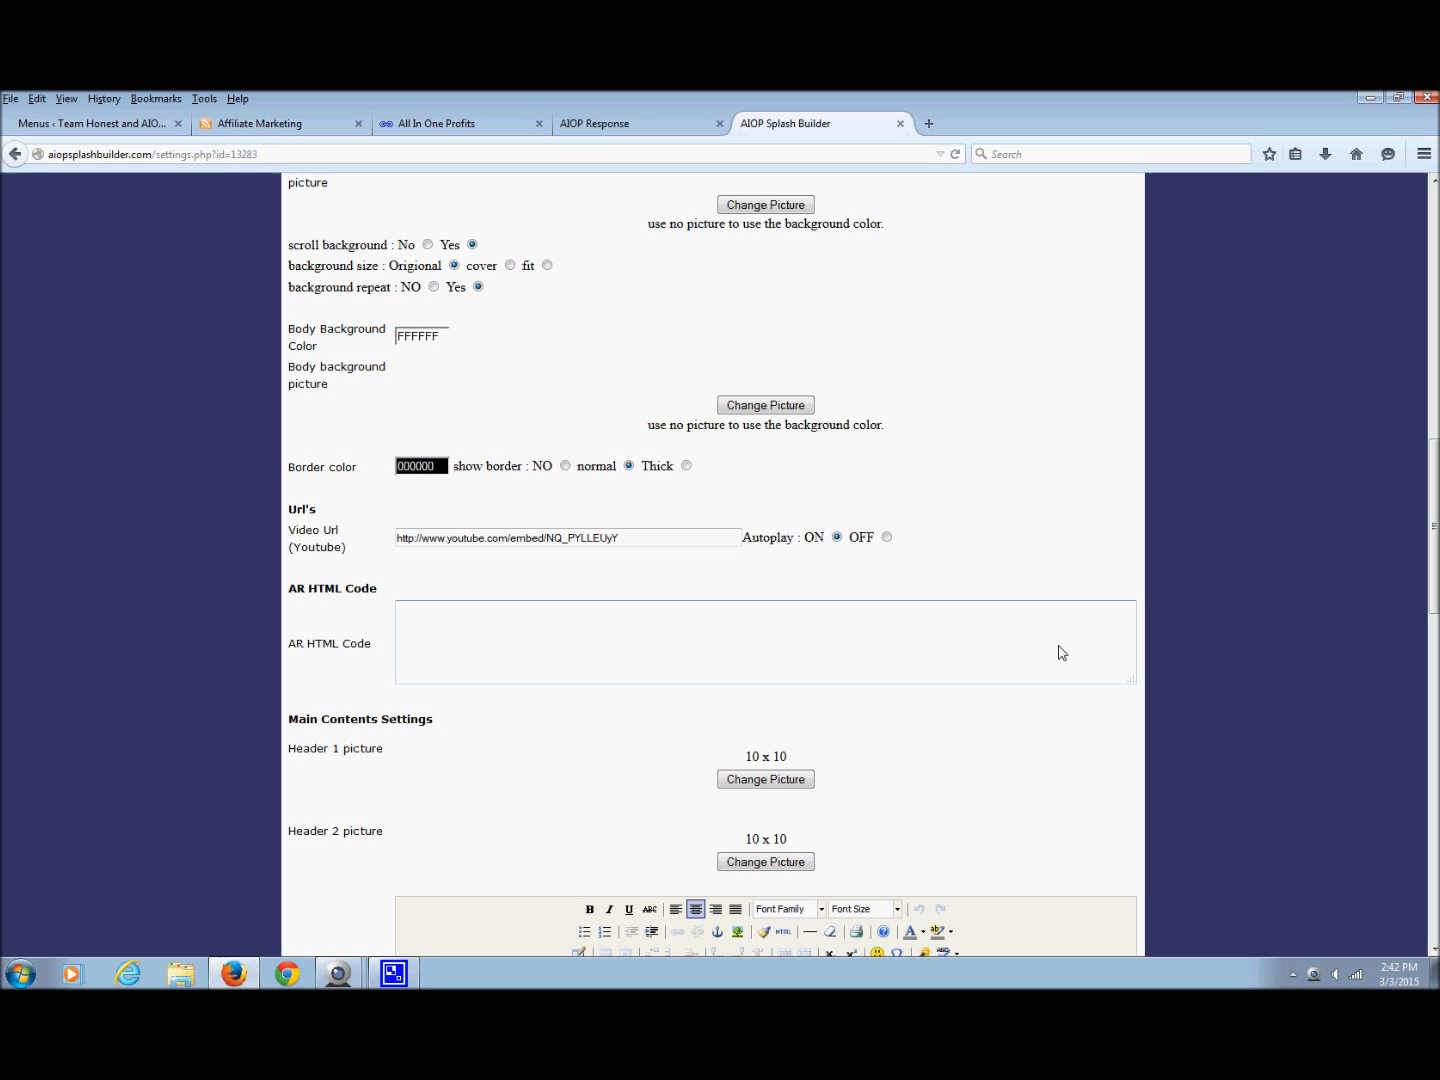 File Edit View History Bookmarks Tools Help
Menus ‹ Team Honest and AIO... Affiliate Marketing All In One Profits AIOP Response AIOP Splash Builder
aiopsplashbuilder.com/settings.php?id=13283 Search
picture
Change Picture
use no picture to use the background color.
scroll background : No Yes
background size : Origional cover fit
background repeat : NO Yes
Body Background
Color
FFFFFF
Body background
picture
Change Picture
use no picture to use the background color.
Border color 000000 show border : NO normal Thick
Url's
Video Url
(Youtube)
http://www.youtube.com/embed/NQ_PYLLEUyY Autoplay : ON OFF
AR HTML Code
AR HTML Code
Main Contents Settings
Header 1 picture
10 x 10
Change Picture
Header 2 picture
10 x 10
Change Picture
B I U ABC Font Family Font Size
HTML A ab
2:42 PM
3/3/2015